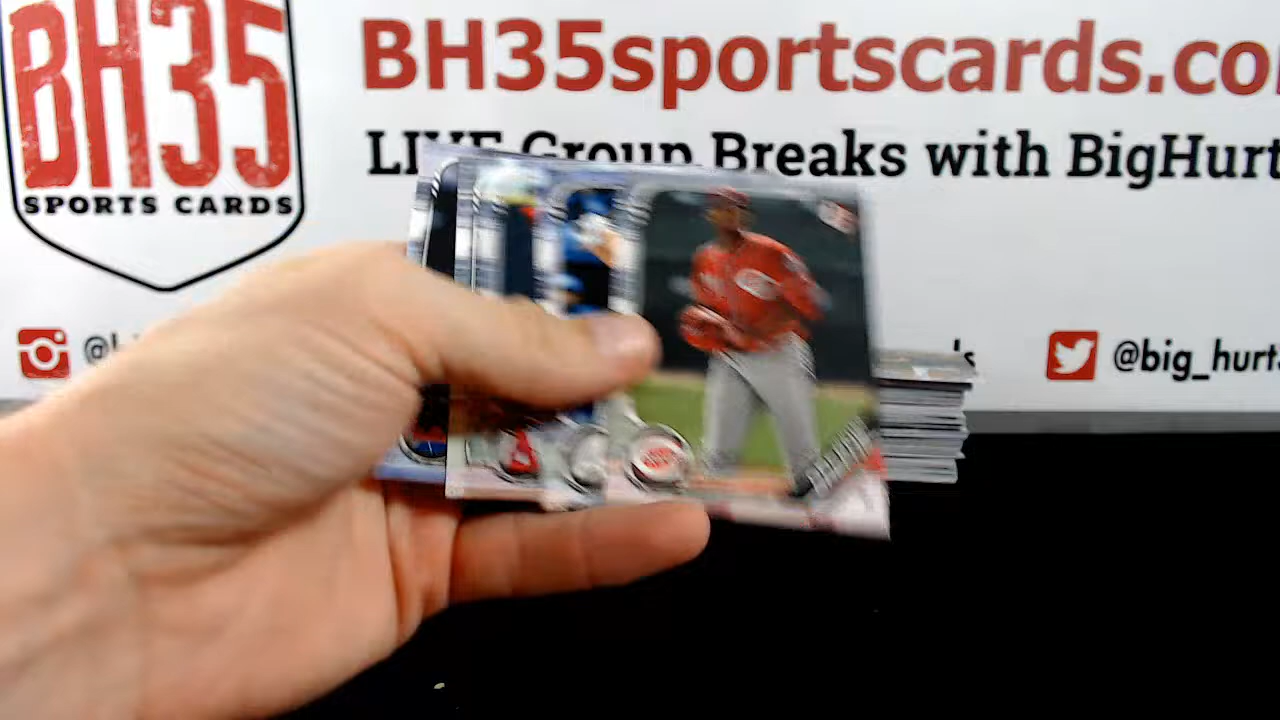 BH35
SPORTS CARDS
BH35sportscards.co
LIVE Group Breaks with BigHurt
@big_hurt